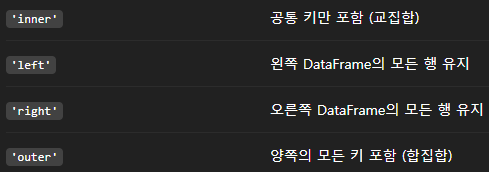 'inner' 공통 키만 포함 (교집합)
'left' 왼쪽 DataFrame의 모든 행 유지
'right' 오른쪽 DataFrame의 모든 행 유지
'outer' 양쪽의 모든 키 포함 (합집합)